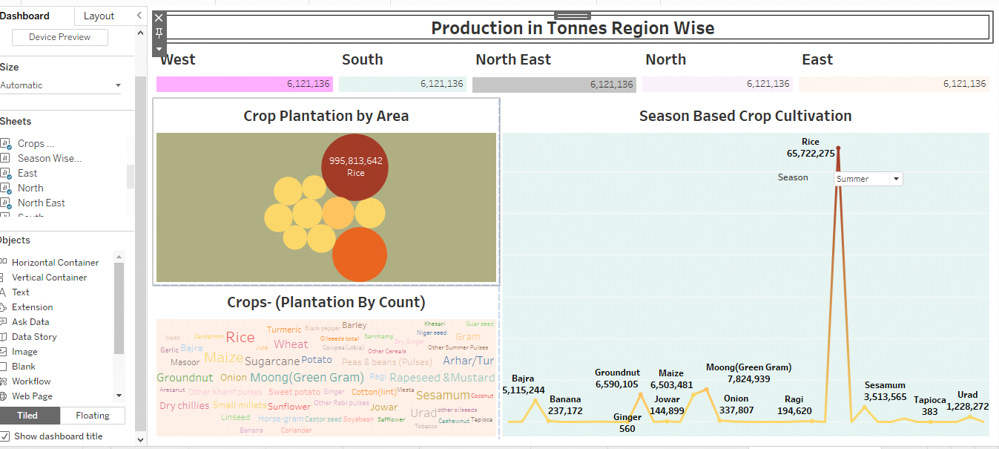 Dashboard
Layout
Device Preview
Size
Automatic
Sheets
Crops ...
Season Wise...
East
North
North East
Objects
Horizontal Container
Vertical Container
Text
Extension
Ask Data
Data Story
Image
Blank
Workflow
Web Page
Tiled
Floating
Show dashboard title
Production in Tonnes Region Wise
West
South
North East
North
East
6,121,136
6,121,136
6,121,136
6,121,136
6,121,136
Crop Plantation by Area
995,813,642
Rice
Crops- (Plantation By Count)
Khesari
Guar seed
Turmeric
Black pepper
Barley
Niger seed
Moth
Cardamom
Rice
Oilseeds total
Sannhamp
Gram
Garlic
Bajra
Jute
Wheat
Cowpea(Lobia)
Dry Ginger
Other Cereals
Other Summer Pulses
Masoor
Maize
Sugarcane
Potato
Peas & beans (Pulses)
Arhar/Tur
Groundnut
Onion
Moong(Green Gram)
Ragi
Rapeseed &Mustard
Arecanut
Other Kharif pulses
Sweet potato
Ginger
Cotton(lint)
Mesta
Sesamum
Coconut
Dry chillies
Small millets
Sunflower
Other Rabi pulses
Jowar
Urad
other oilseeds
Linseed
Horse-gram
Castor seed
Soyabean
Safflower
Cashewnut
Tapioca
Tobacco
Banana
Coriander
Season Based Crop Cultivation
Rice
65,722,275
Season
Summer
Bajra
5,115,244
Banana
237,172
Groundnut
6,590,105
Ginger
560
Maize
6,503,481
Jowar
144,899
Moong(Green Gram)
7,824,939
Onion
337,807
Ragi
194,620
Sesamum
3,513,565
Tapioca
383
Urad
1,228,272